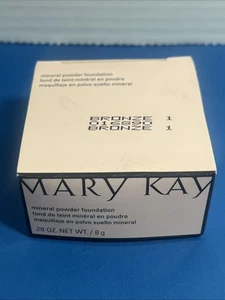 mineral powder foundation
fond de teint minéral en poudre
maquillaje en polvo suelto mineral
BRONZE 1
016890
BRONZE 1
MARY KAY
mineral powder foundation
fond de teint minéral en poudre
maquillaje en polvo suelto mineral
.28 OZ. NET WT. / 8 g